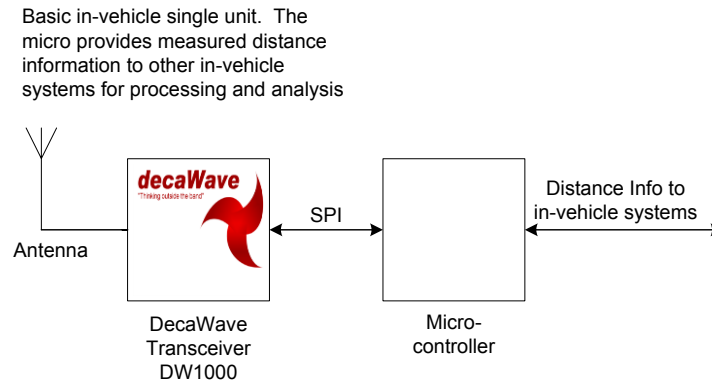 Basic in-vehicle single unit.  The
micro provides measured distance
information to other in-vehicle
systems for processing and analysis
decaWave
"Thinking outside the band"
SPI
Distance Info to
in-vehicle systems
Antenna
DecaWave
Transceiver
DW1000
Micro-
controller